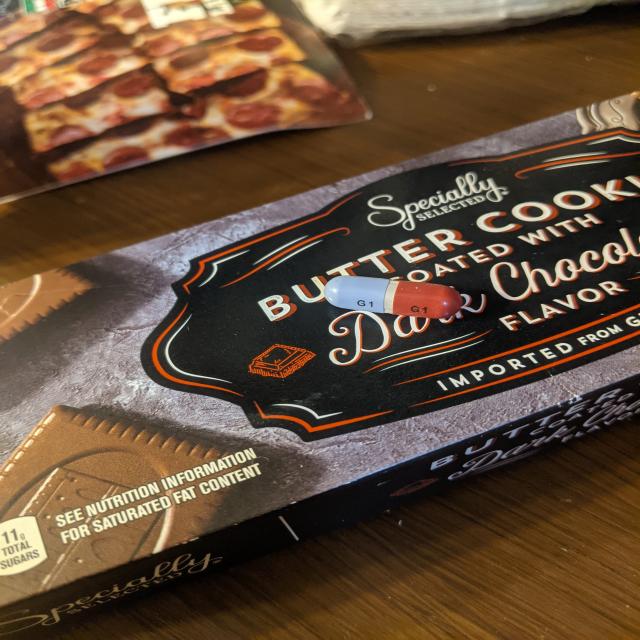 Specially
SELECTED
BUTTER COOKI
COATED WITH
Dark Chocol
FLAVOR
IMPORTED FROM G
G1 G1
SEE NUTRITION INFORMATION
FOR SATURATED FAT CONTENT
11g
TOTAL
SUGARS
BUTTER
Dark
Specially
SELECTED